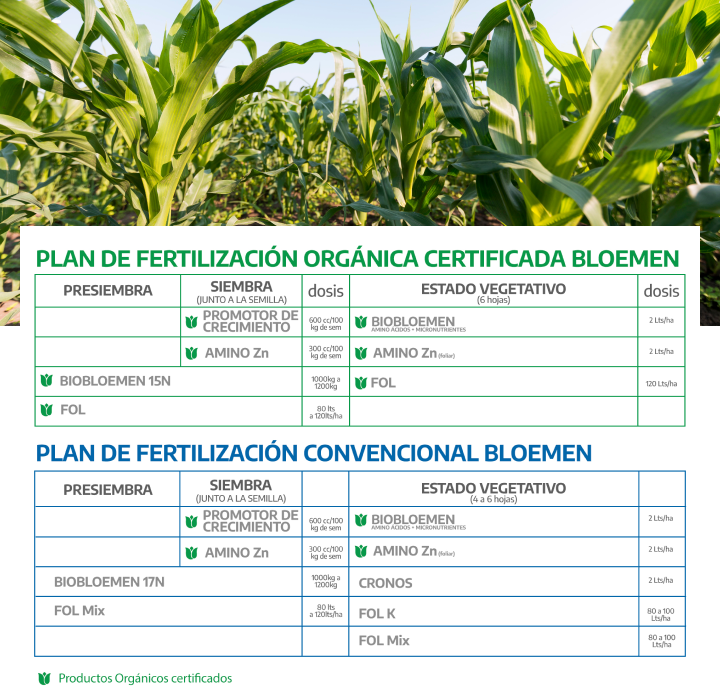 PLAN DE FERTILIZACIÓN ORGÁNICA CERTIFICADA BLOEMEN
PRESIEMBRA
SIEMBRA
(JUNTO A LA SEMILLA)
dosis
ESTADO VEGETATIVO
(6 hojas)
dosis
PROMOTOR DE
CRECIMIENTO
600 cc/100
kg de sem
BIOBLOEMEN
AMINO ÁCIDOS + MICRONUTRIENTES
2 Lts/ha
AMINO Zn
300 cc/100
kg de sem
AMINO Zn (foliar)
2 Lts/ha
BIOBLOEMEN 15N
1000kg a
1200kg
FOL
120 Lts/ha
FOL
80 lts
a 120lts/ha
PLAN DE FERTILIZACIÓN CONVENCIONAL BLOEMEN
PRESIEMBRA
SIEMBRA
(JUNTO A LA SEMILLA)
ESTADO VEGETATIVO
(4 a 6 hojas)
PROMOTOR DE
CRECIMIENTO
600 cc/100
kg de sem
BIOBLOEMEN
AMINO ÁCIDOS + MICRONUTRIENTES
2 Lts/ha
AMINO Zn
300 cc/100
kg de sem
AMINO Zn (foliar)
2 Lts/ha
BIOBLOEMEN 17N
1000kg a
1200kg
CRONOS
2 Lts/ha
FOL Mix
80 lts
a 120lts/ha
FOL K
80 a 100
Lts/ha
FOL Mix
80 a 100
Lts/ha
Productos Orgánicos certificados